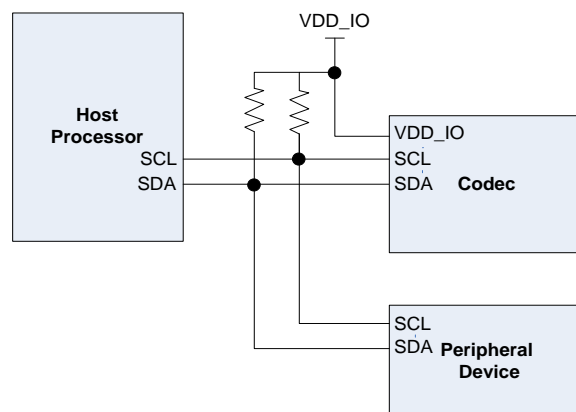 VDD_IO
Host
Processor
SCL
SDA
VDD_IO
SCL
SDA
Codec
SCL
SDA
Peripheral
Device